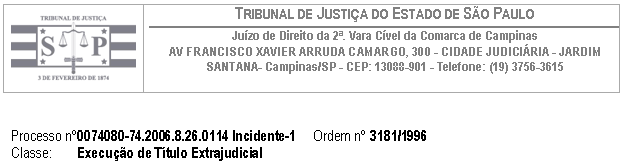 TRIBUNAL DE JUSTIÇA
S P
3 DE FEVEREIRO DE 1874
TRIBUNAL DE JUSTIÇA DO ESTADO DE SÃO PAULO
Juízo de Direito da 2ª. Vara Cível da Comarca de Campinas
AV FRANCISCO XAVIER ARRUDA CAMARGO, 300 - CIDADE JUDICIÁRIA - JARDIM
SANTANA- Campinas/SP - CEP: 13088-901 - Telefone: (19) 3756-3615
Processo nº0074080-74.2006.8.26.0114 Incidente-1 Ordem nº 3181/1996
Classe: Execução de Título Extrajudicial